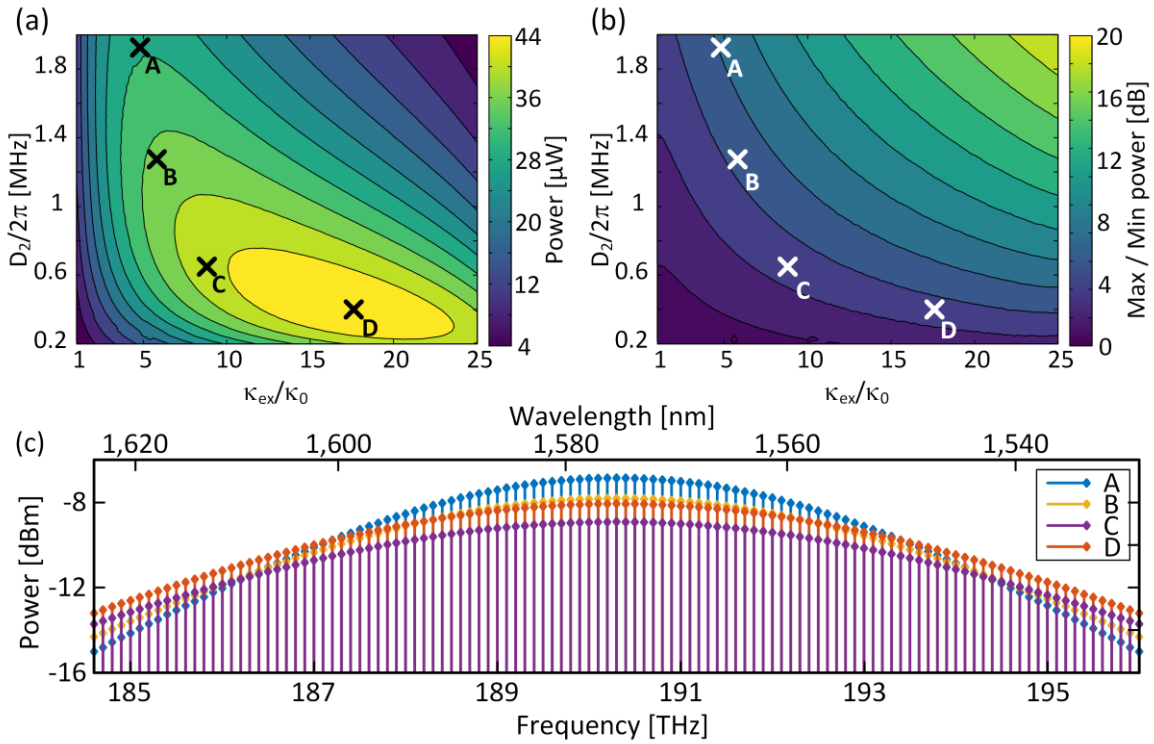 (a)
D₂/2π [MHz]
1.8
1.4
1
0.6
0.2
A
B
C
D
1 5 10 15 20 25
κex/κ0
44
36
28
20
12
4
Power [µW]
(b)
D₂/2π [MHz]
1.8
1.4
1
0.6
0.2
A
B
C
D
1 5 10 15 20 25
κex/κ0
20
16
12
8
4
0
Max / Min power [dB]
(c)
Wavelength [nm]
1,620 1,600 1,580 1,560 1,540
Power [dBm]
-8
-12
-16
A
B
C
D
185 187 189 191 193 195
Frequency [THz]